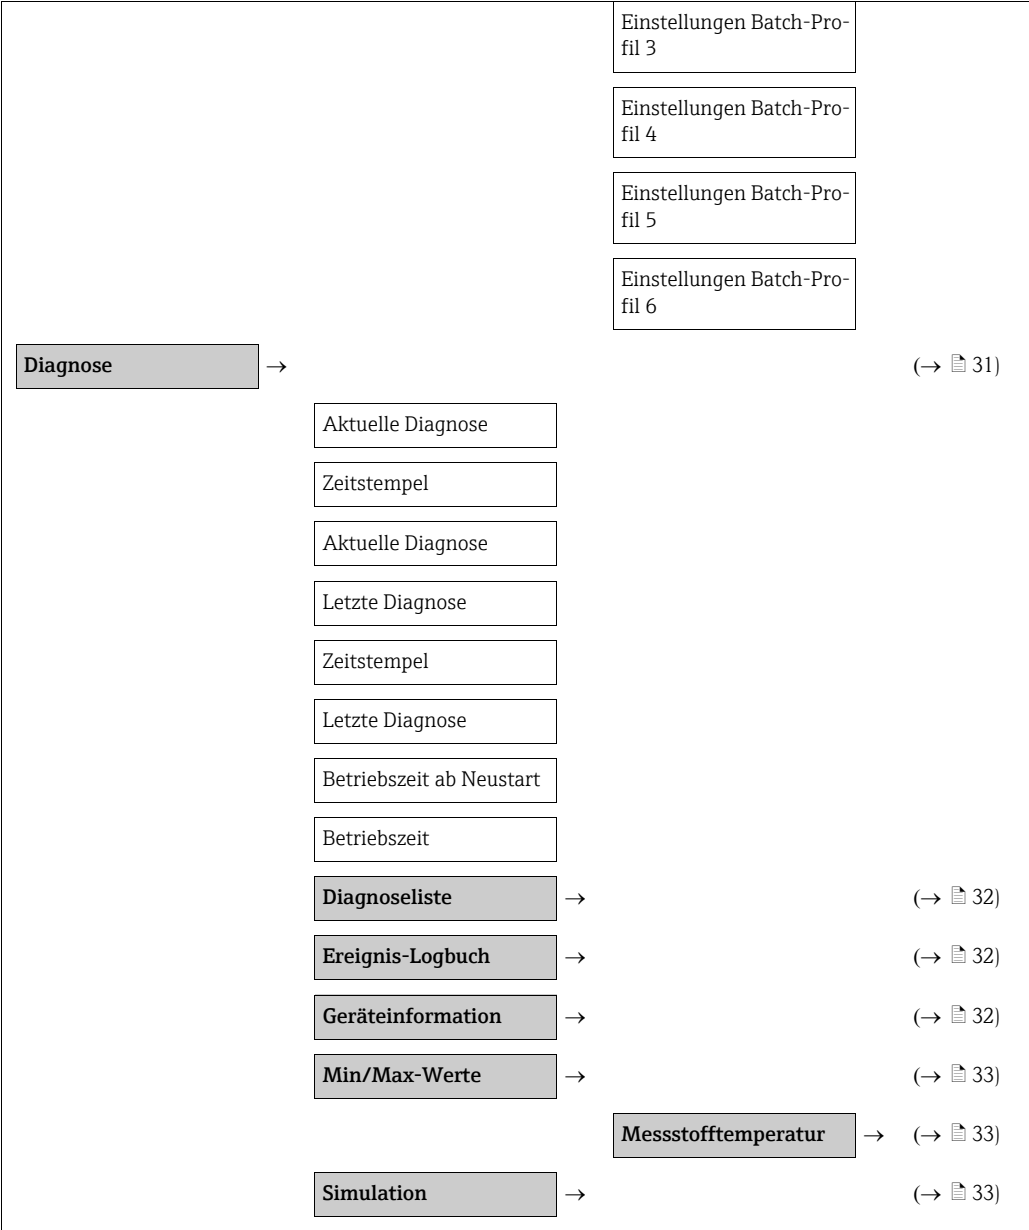 Einstellungen Batch-Pro-
fil 3
Einstellungen Batch-Pro-
fil 4
Einstellungen Batch-Pro-
fil 5
Einstellungen Batch-Pro-
fil 6
Diagnose → (→ 31)
Aktuelle Diagnose
Zeitstempel
Aktuelle Diagnose
Letzte Diagnose
Zeitstempel
Letzte Diagnose
Betriebszeit ab Neustart
Betriebszeit
Diagnoseliste → (→ 32)
Ereignis-Logbuch → (→ 32)
Geräteinformation → (→ 32)
Min/Max-Werte → (→ 33)
Messstofftemperatur → (→ 33)
Simulation → (→ 33)